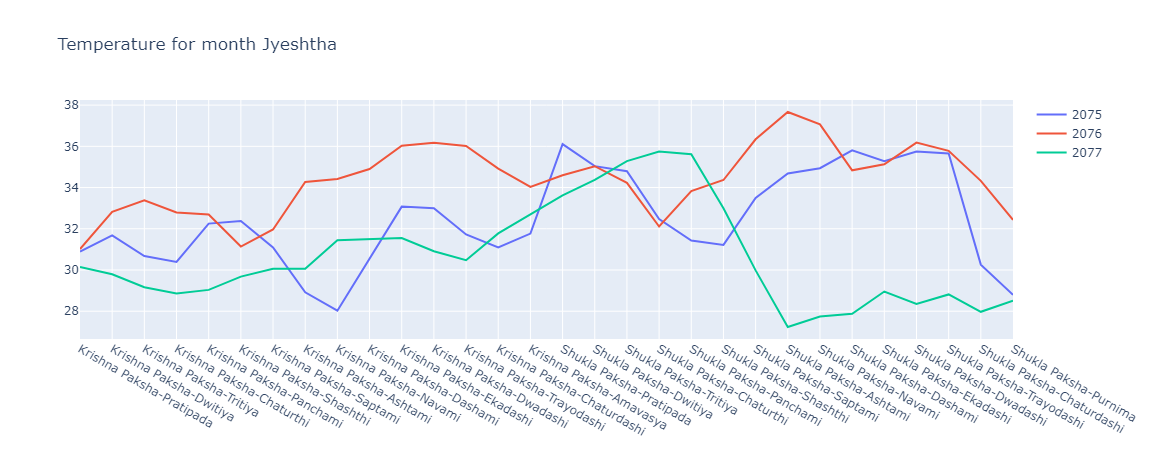 Temperature for month Jyeshtha
38
36
34
32
30
28
2075
2076
2077
Krishna Paksha-Pratipada
Krishna Paksha-Dwitiya
Krishna Paksha-Tritiya
Krishna Paksha-Chaturthi
Krishna Paksha-Panchami
Krishna Paksha-Shashthi
Krishna Paksha-Saptami
Krishna Paksha-Ashtami
Krishna Paksha-Navami
Krishna Paksha-Dashami
Krishna Paksha-Ekadashi
Krishna Paksha-Dwadashi
Krishna Paksha-Trayodashi
Krishna Paksha-Chaturdashi
Krishna Paksha-Amavasya
Shukla Paksha-Pratipada
Shukla Paksha-Dwitiya
Shukla Paksha-Tritiya
Shukla Paksha-Chaturthi
Shukla Paksha-Panchami
Shukla Paksha-Shashthi
Shukla Paksha-Saptami
Shukla Paksha-Ashtami
Shukla Paksha-Navami
Shukla Paksha-Dashami
Shukla Paksha-Ekadashi
Shukla Paksha-Dwadashi
Shukla Paksha-Trayodashi
Shukla Paksha-Chaturdashi
Shukla Paksha-Purnima